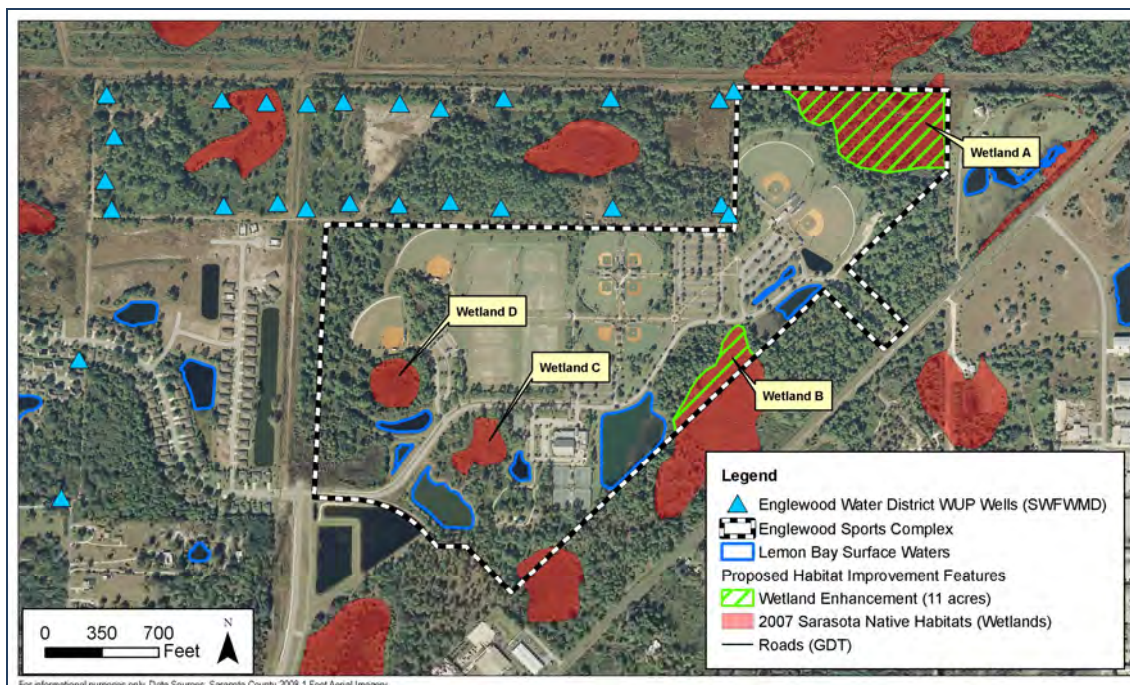 Wetland A
Wetland D
Wetland C
Wetland B
Legend
Englewood Water District WUP Wells (SWFWMD)
Englewood Sports Complex
Lemon Bay Surface Waters
Proposed Habitat Improvement Features
Wetland Enhancement (11 acres)
2007 Sarasota Native Habitats (Wetlands)
Roads (GDT)
0 350 700
Feet
N
For informational purposes only. Data Sources: Sarasota County 2008 1 Foot Aerial Imagery